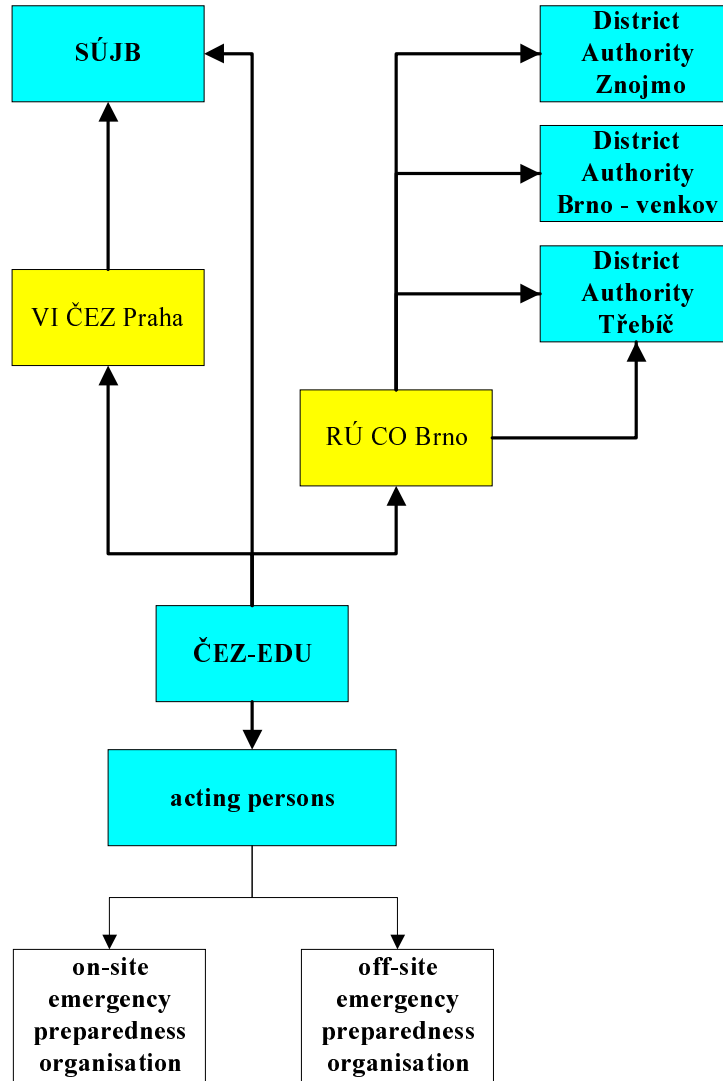 SÚJB
District
Authority
Znojmo
District
Authority
Brno - venkov
District
Authority
Třebíč
VI ČEZ Praha
RÚ CO Brno
ČEZ-EDU
acting persons
on-site
emergency
preparedness
organisation
off-site
emergency
preparedness
organisation